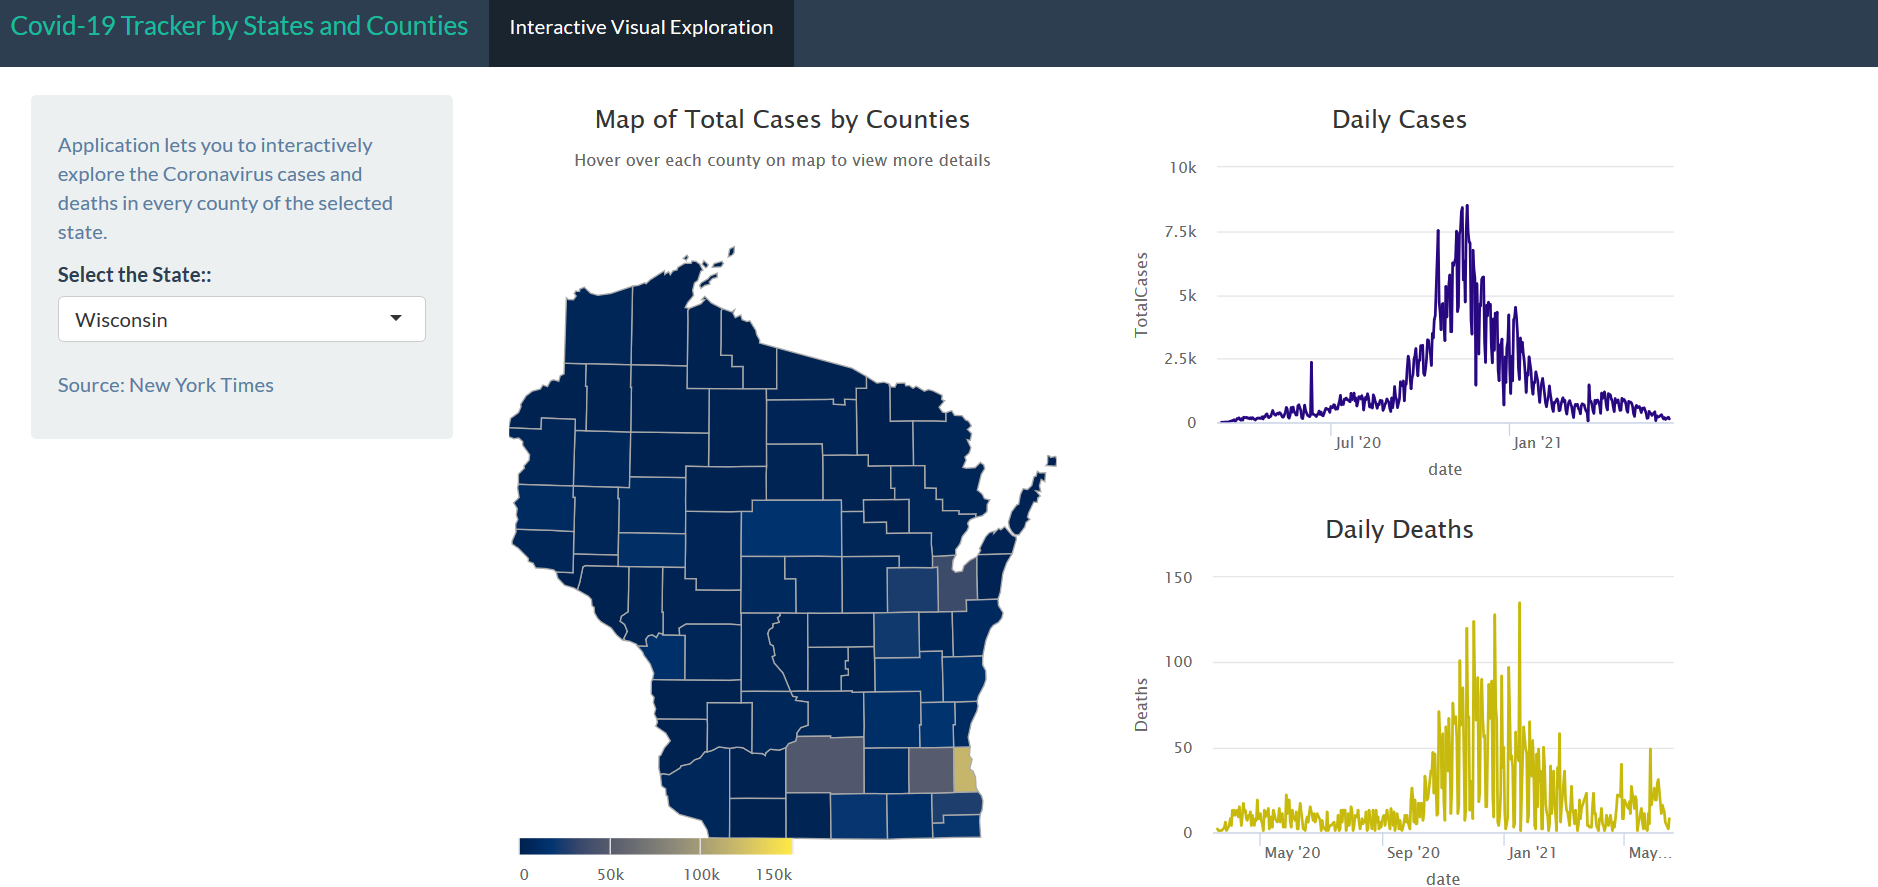 Covid-19 Tracker by States and Counties
Interactive Visual Exploration
Application lets you to interactively
explore the Coronavirus cases and
deaths in every county of the selected
state.
Select the State::
Wisconsin
Source: New York Times
Map of Total Cases by Counties
Hover over each county on map to view more details
0
50k
100k
150k
Daily Cases
TotalCases
10k
7.5k
5k
2.5k
0
Jul '20
Jan '21
date
Daily Deaths
Deaths
150
100
50
0
May '20
Sep '20
Jan '21
May...
date